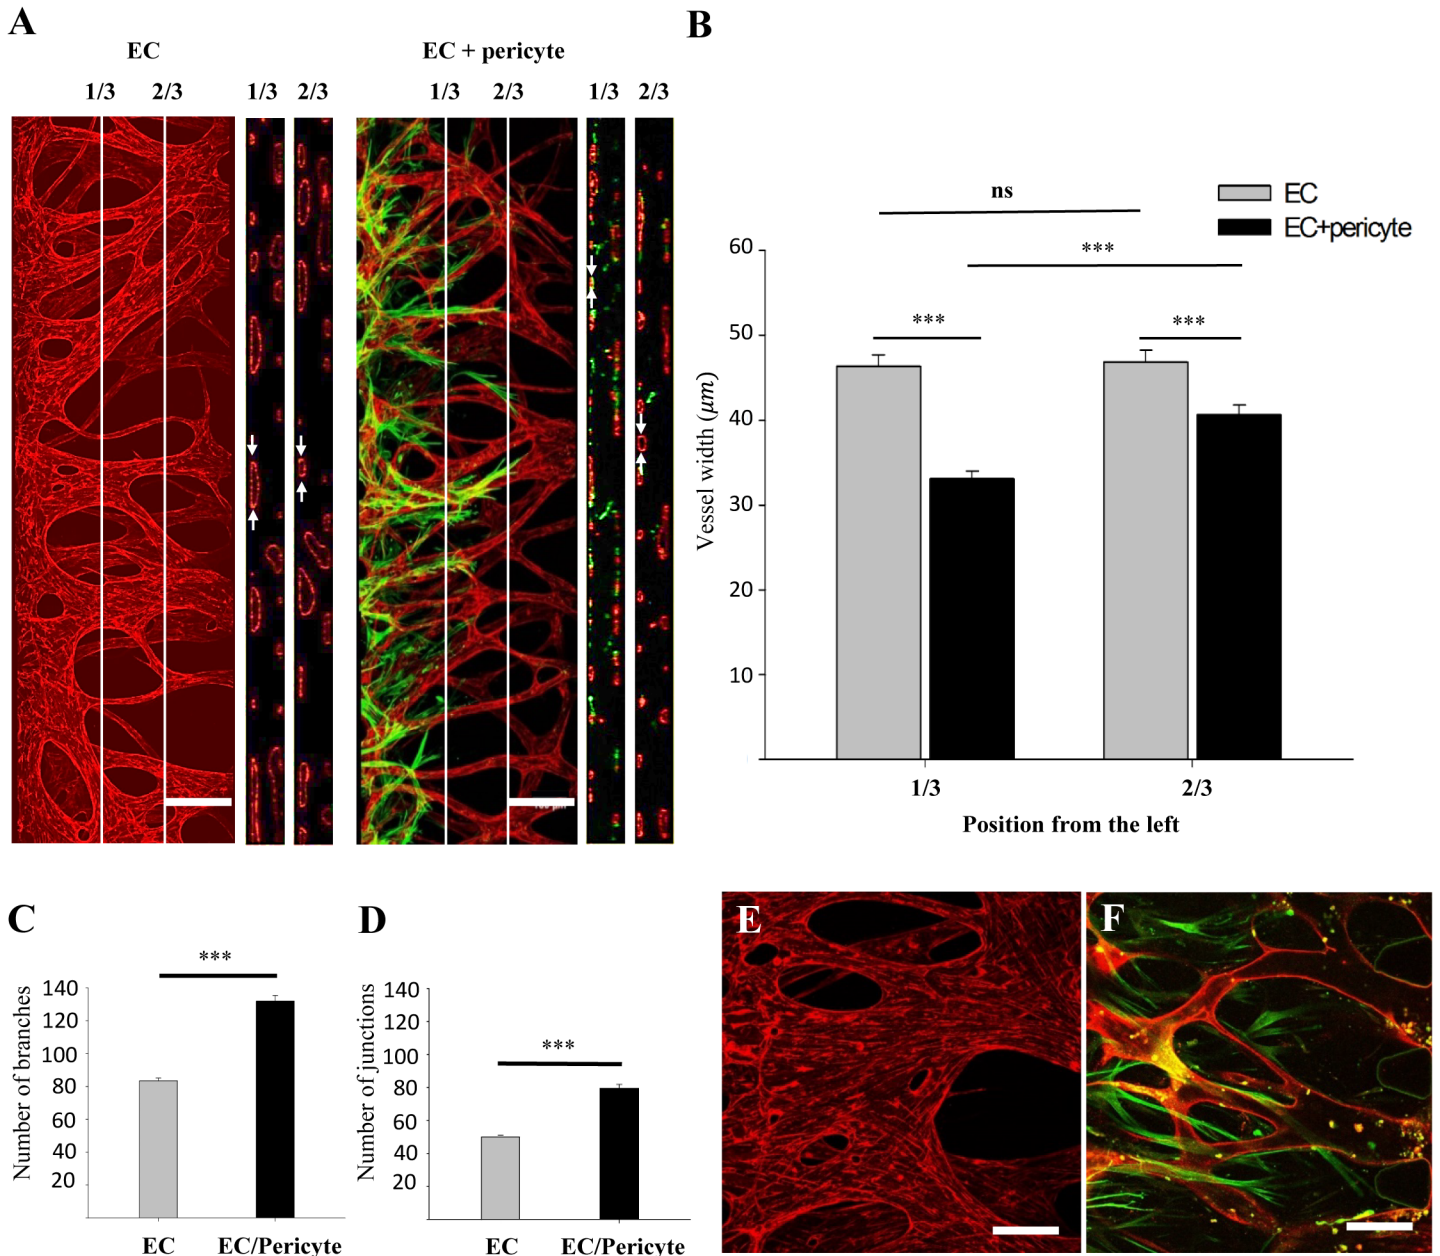 A
EC
EC + pericyte
1/3 2/3 1/3 2/3
1/3 2/3 1/3 2/3
B
ns
EC
EC+pericyte
***
***
***
Vessel width (μm)
60
50
40
30
20
10
1/3
2/3
Position from the left
C
***
Number of branches
140
120
100
80
60
40
20
EC
EC/Pericyte
D
***
Number of junctions
140
120
100
80
60
40
20
EC
EC/Pericyte
E
F